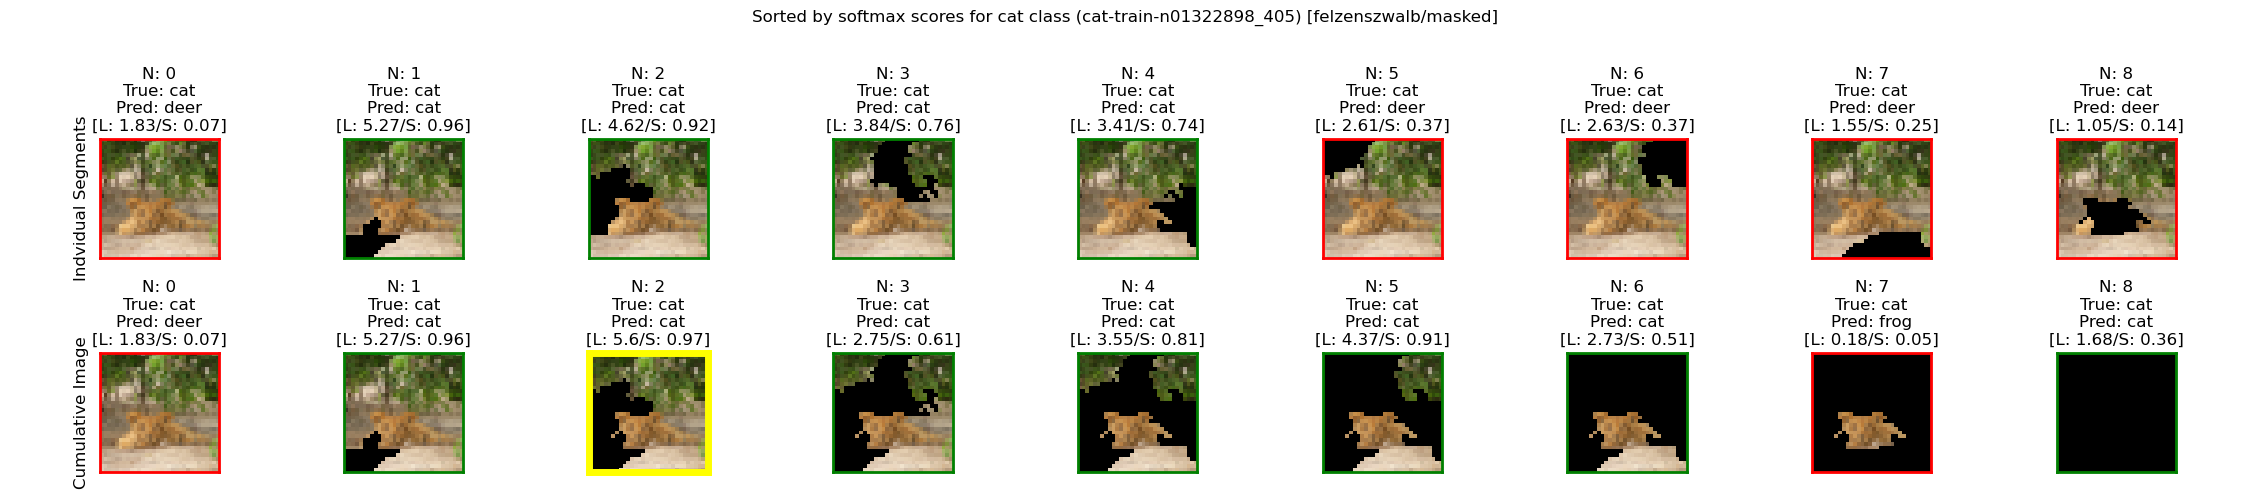 Sorted by softmax scores for cat class (cat-train-n01322898_405) [felzenszwalb/masked]
Indvidual Segments
N: 0
True: cat
Pred: deer
[L: 1.83/S: 0.07]
N: 1
True: cat
Pred: cat
[L: 5.27/S: 0.96]
N: 2
True: cat
Pred: cat
[L: 4.62/S: 0.92]
N: 3
True: cat
Pred: cat
[L: 3.84/S: 0.76]
N: 4
True: cat
Pred: cat
[L: 3.41/S: 0.74]
N: 5
True: cat
Pred: deer
[L: 2.61/S: 0.37]
N: 6
True: cat
Pred: deer
[L: 2.63/S: 0.37]
N: 7
True: cat
Pred: deer
[L: 1.55/S: 0.25]
N: 8
True: cat
Pred: deer
[L: 1.05/S: 0.14]
Cumulative Image
N: 0
True: cat
Pred: deer
[L: 1.83/S: 0.07]
N: 1
True: cat
Pred: cat
[L: 5.27/S: 0.96]
N: 2
True: cat
Pred: cat
[L: 5.6/S: 0.97]
N: 3
True: cat
Pred: cat
[L: 2.75/S: 0.61]
N: 4
True: cat
Pred: cat
[L: 3.55/S: 0.81]
N: 5
True: cat
Pred: cat
[L: 4.37/S: 0.91]
N: 6
True: cat
Pred: cat
[L: 2.73/S: 0.51]
N: 7
True: cat
Pred: frog
[L: 0.18/S: 0.05]
N: 8
True: cat
Pred: cat
[L: 1.68/S: 0.36]